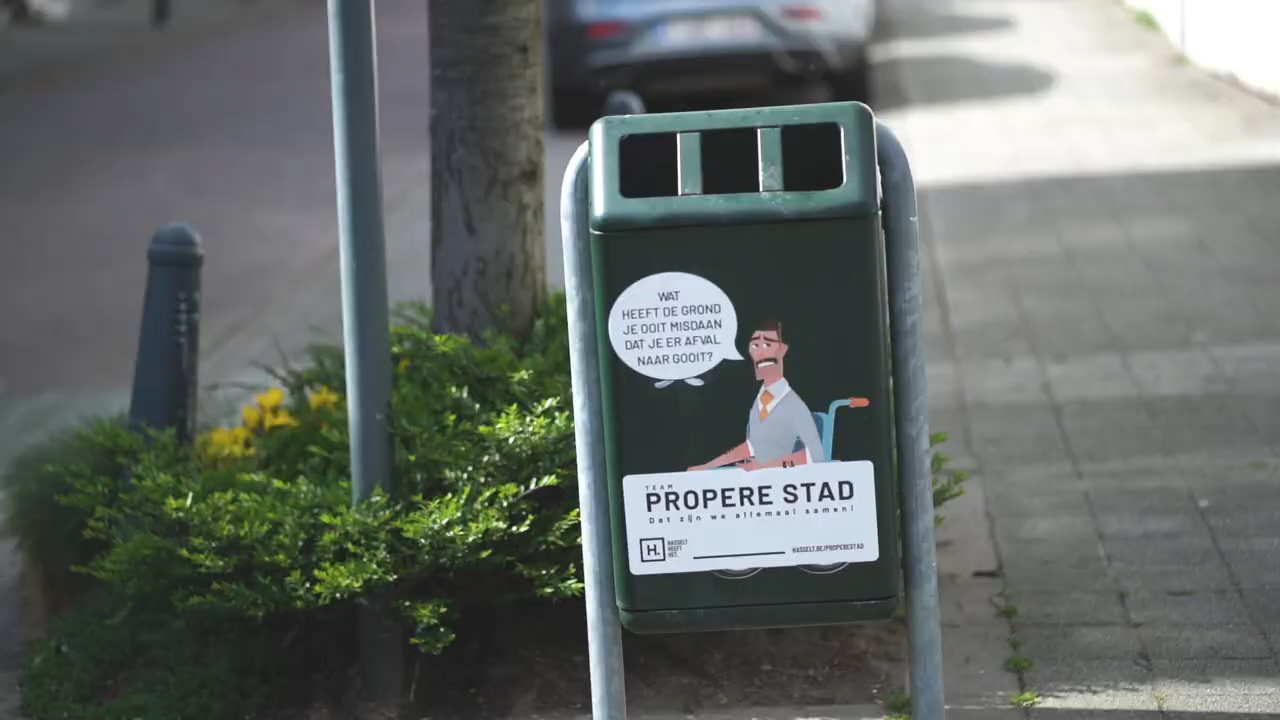 WAT
HEEFT DE GROND
JE OOIT MISDAAN
DAT JE ER AFVAL
NAAR GOOIT?
TEAM
PROPERE STAD
Dat zijn we allemaal samen!
H.
HASSELT
HEEFT
HET.
HASSELT.BE/PROPERESTAD